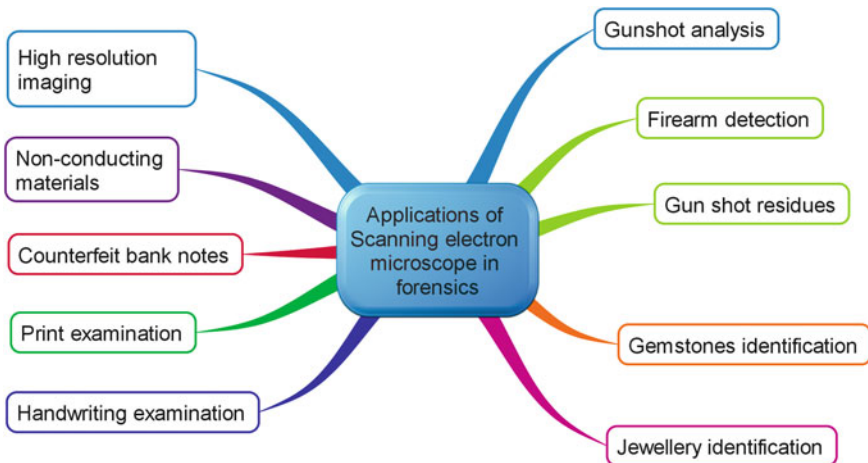 High resolution
imaging
Non-conducting
materials
Counterfeit bank notes
Print examination
Handwriting examination
Applications of
Scanning electron
microscope in
forensics
Gunshot analysis
Firearm detection
Gun shot residues
Gemstones identification
Jewellery identification